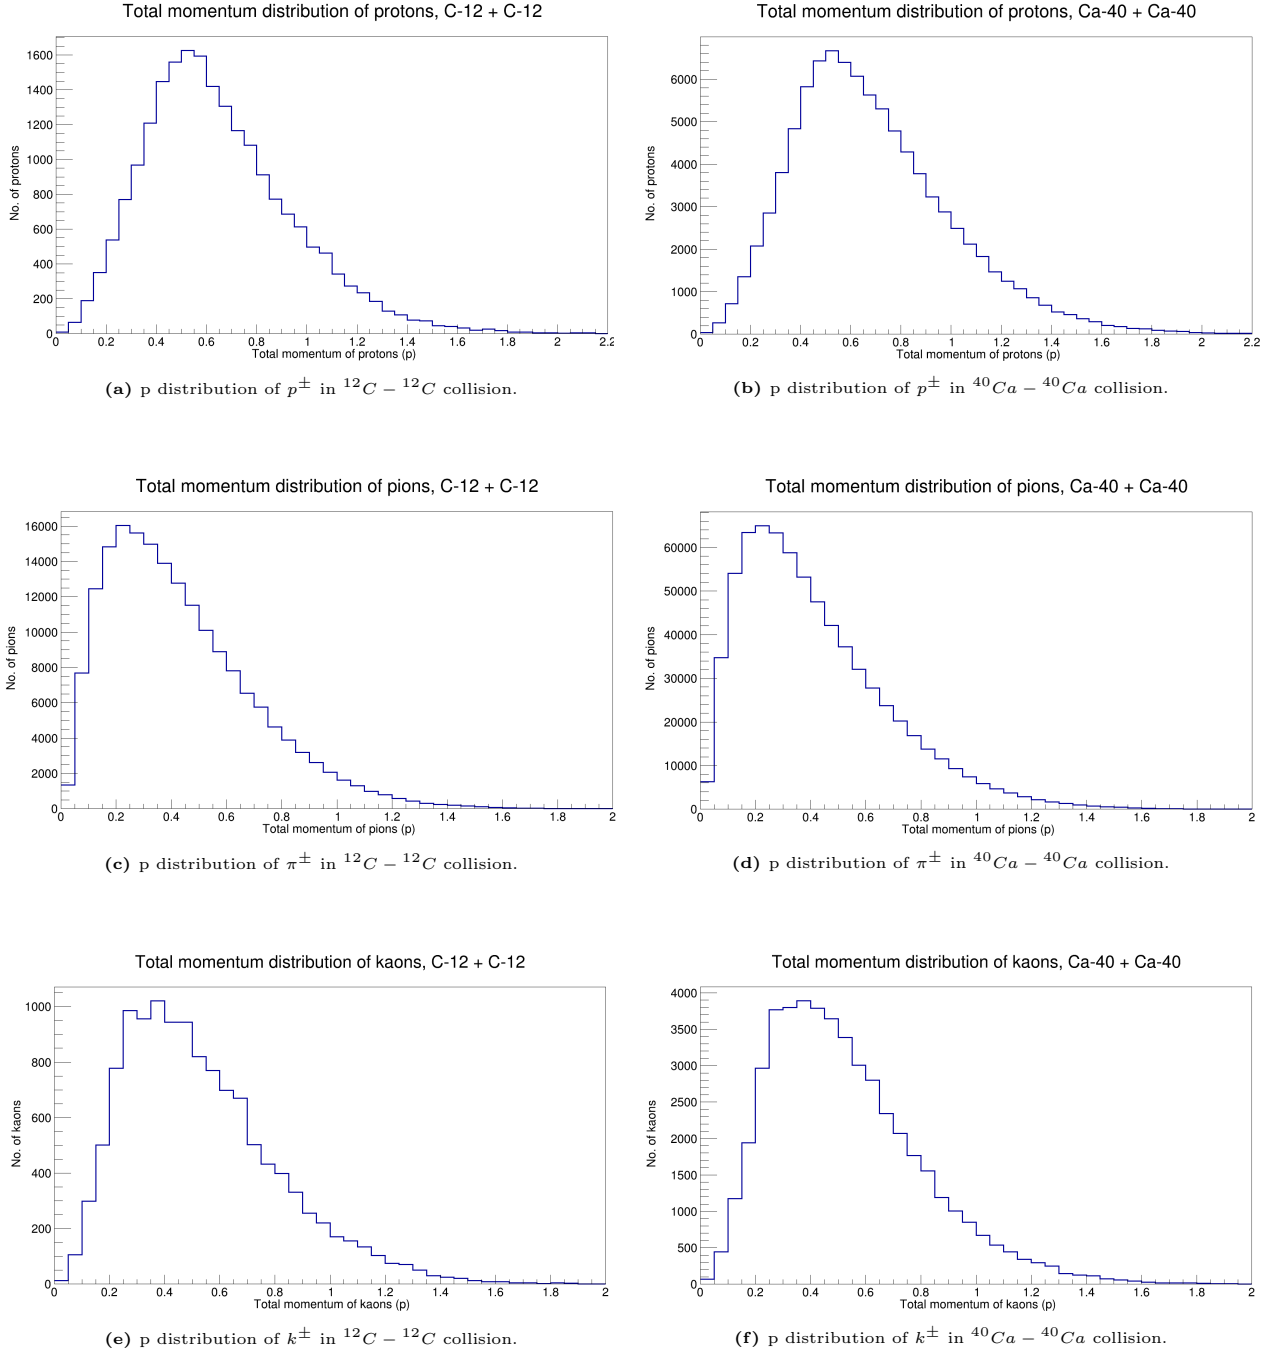 Total momentum distribution of protons, C-12 + C-12
No. of protons
1600
1400
1200
1000
800
600
400
200
0
0 0.2 0.4 0.6 0.8 1 1.2 1.4 1.6 1.8 2 2.2
Total momentum of protons (p)
(a) p distribution of p± in ¹²C − ¹²C collision.
Total momentum distribution of protons, Ca-40 + Ca-40
No. of protons
6000
5000
4000
3000
2000
1000
0
0 0.2 0.4 0.6 0.8 1 1.2 1.4 1.6 1.8 2 2.2
Total momentum of protons (p)
(b) p distribution of p± in ⁴⁰Ca − ⁴⁰Ca collision.
Total momentum distribution of pions, C-12 + C-12
No. of pions
16000
14000
12000
10000
8000
6000
4000
2000
0
0 0.2 0.4 0.6 0.8 1 1.2 1.4 1.6 1.8 2
Total momentum of pions (p)
(c) p distribution of π± in ¹²C − ¹²C collision.
Total momentum distribution of pions, Ca-40 + Ca-40
No. of pions
60000
50000
40000
30000
20000
10000
0
0 0.2 0.4 0.6 0.8 1 1.2 1.4 1.6 1.8 2
Total momentum of pions (p)
(d) p distribution of π± in ⁴⁰Ca − ⁴⁰Ca collision.
Total momentum distribution of kaons, C-12 + C-12
No. of kaons
1000
800
600
400
200
0
0 0.2 0.4 0.6 0.8 1 1.2 1.4 1.6 1.8 2
Total momentum of kaons (p)
(e) p distribution of k± in ¹²C − ¹²C collision.
Total momentum distribution of kaons, Ca-40 + Ca-40
No. of kaons
4000
3500
3000
2500
2000
1500
1000
500
0
0 0.2 0.4 0.6 0.8 1 1.2 1.4 1.6 1.8 2
Total momentum of kaons (p)
(f) p distribution of k± in ⁴⁰Ca − ⁴⁰Ca collision.